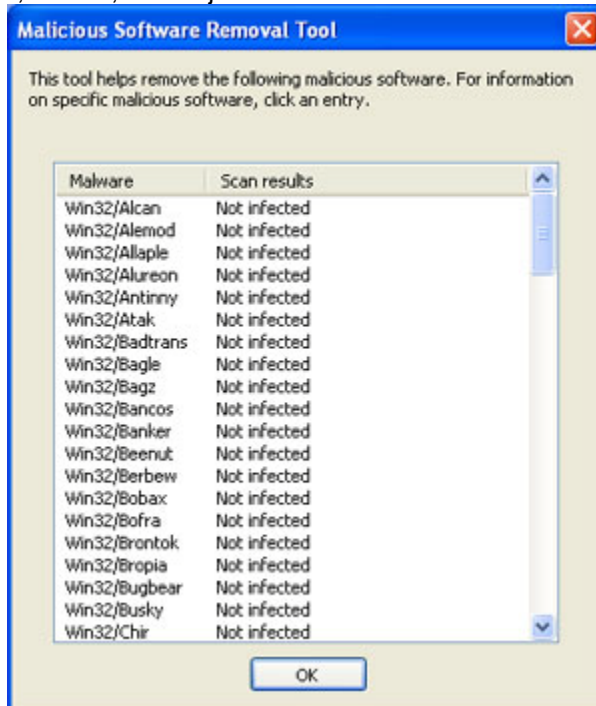 Malicious Software Removal Tool
This tool helps remove the following malicious software. For information
on specific malicious software, click an entry.
Malware Scan results
Win32/Alcan Not infected
Win32/Alemod Not infected
Win32/Allaple Not infected
Win32/Alureon Not infected
Win32/Antinny Not infected
Win32/Atak Not infected
Win32/Badtrans Not infected
Win32/Bagle Not infected
Win32/Bagz Not infected
Win32/Bancos Not infected
Win32/Banker Not infected
Win32/Beenut Not infected
Win32/Berbew Not infected
Win32/Bobax Not infected
Win32/Bofra Not infected
Win32/Brontok Not infected
Win32/Bropia Not infected
Win32/Bugbear Not infected
Win32/Busky Not infected
Win32/Chir Not infected
OK